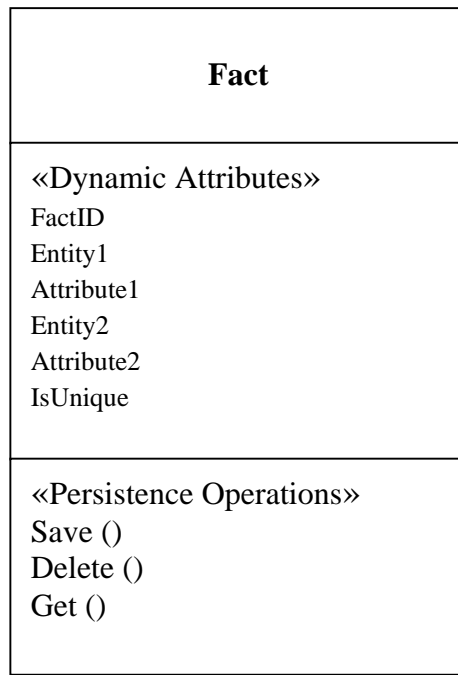 Fact
«Dynamic Attributes»
FactID
Entity1
Attribute1
Entity2
Attribute2
IsUnique
«Persistence Operations»
Save ()
Delete ()
Get ()